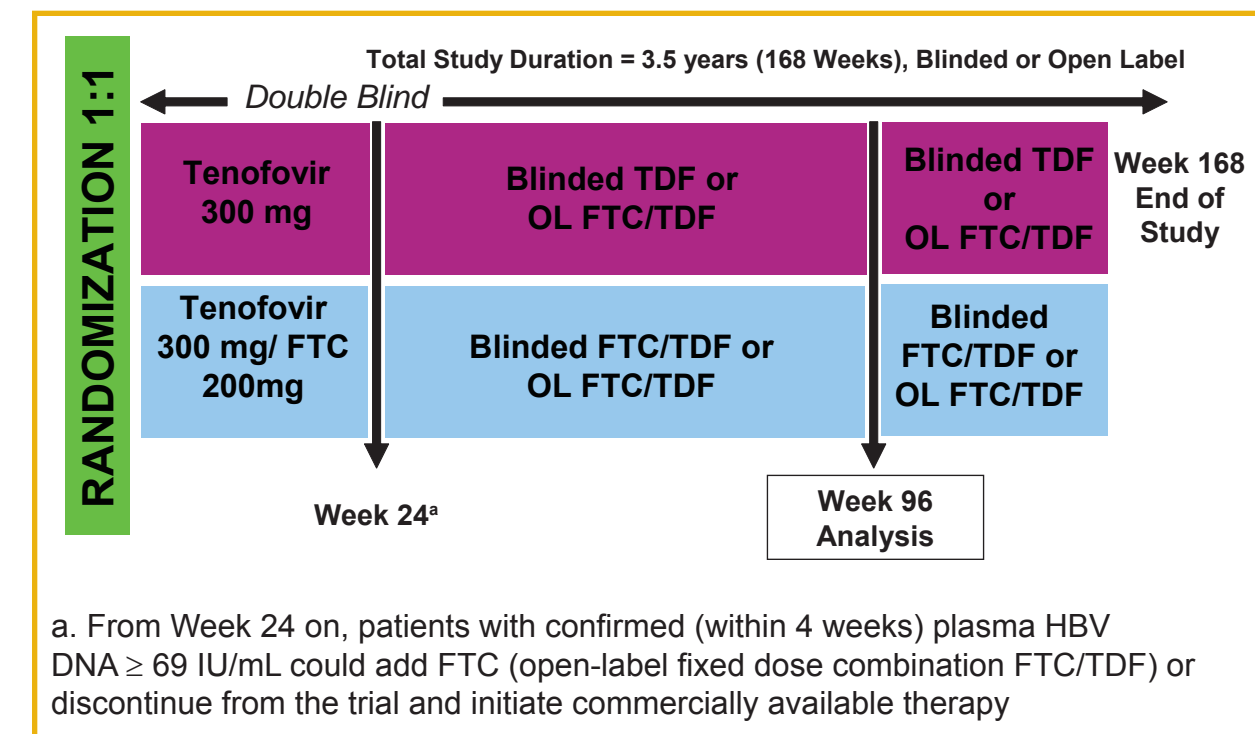 RANDOMIZATION 1:1
Total Study Duration = 3.5 years (168 Weeks), Blinded or Open Label
Double Blind
Tenofovir
300 mg
Blinded TDF or
OL FTC/TDF
Blinded TDF
or
OL FTC/TDF
Week 168
End of
Study
Tenofovir
300 mg/ FTC
200mg
Blinded FTC/TDF or
OL FTC/TDF
Blinded
FTC/TDF or
OL FTC/TDF
Week 24ª
Week 96
Analysis
a. From Week 24 on, patients with confirmed (within 4 weeks) plasma HBV
DNA ≥ 69 IU/mL could add FTC (open-label fixed dose combination FTC/TDF) or
discontinue from the trial and initiate commercially available therapy